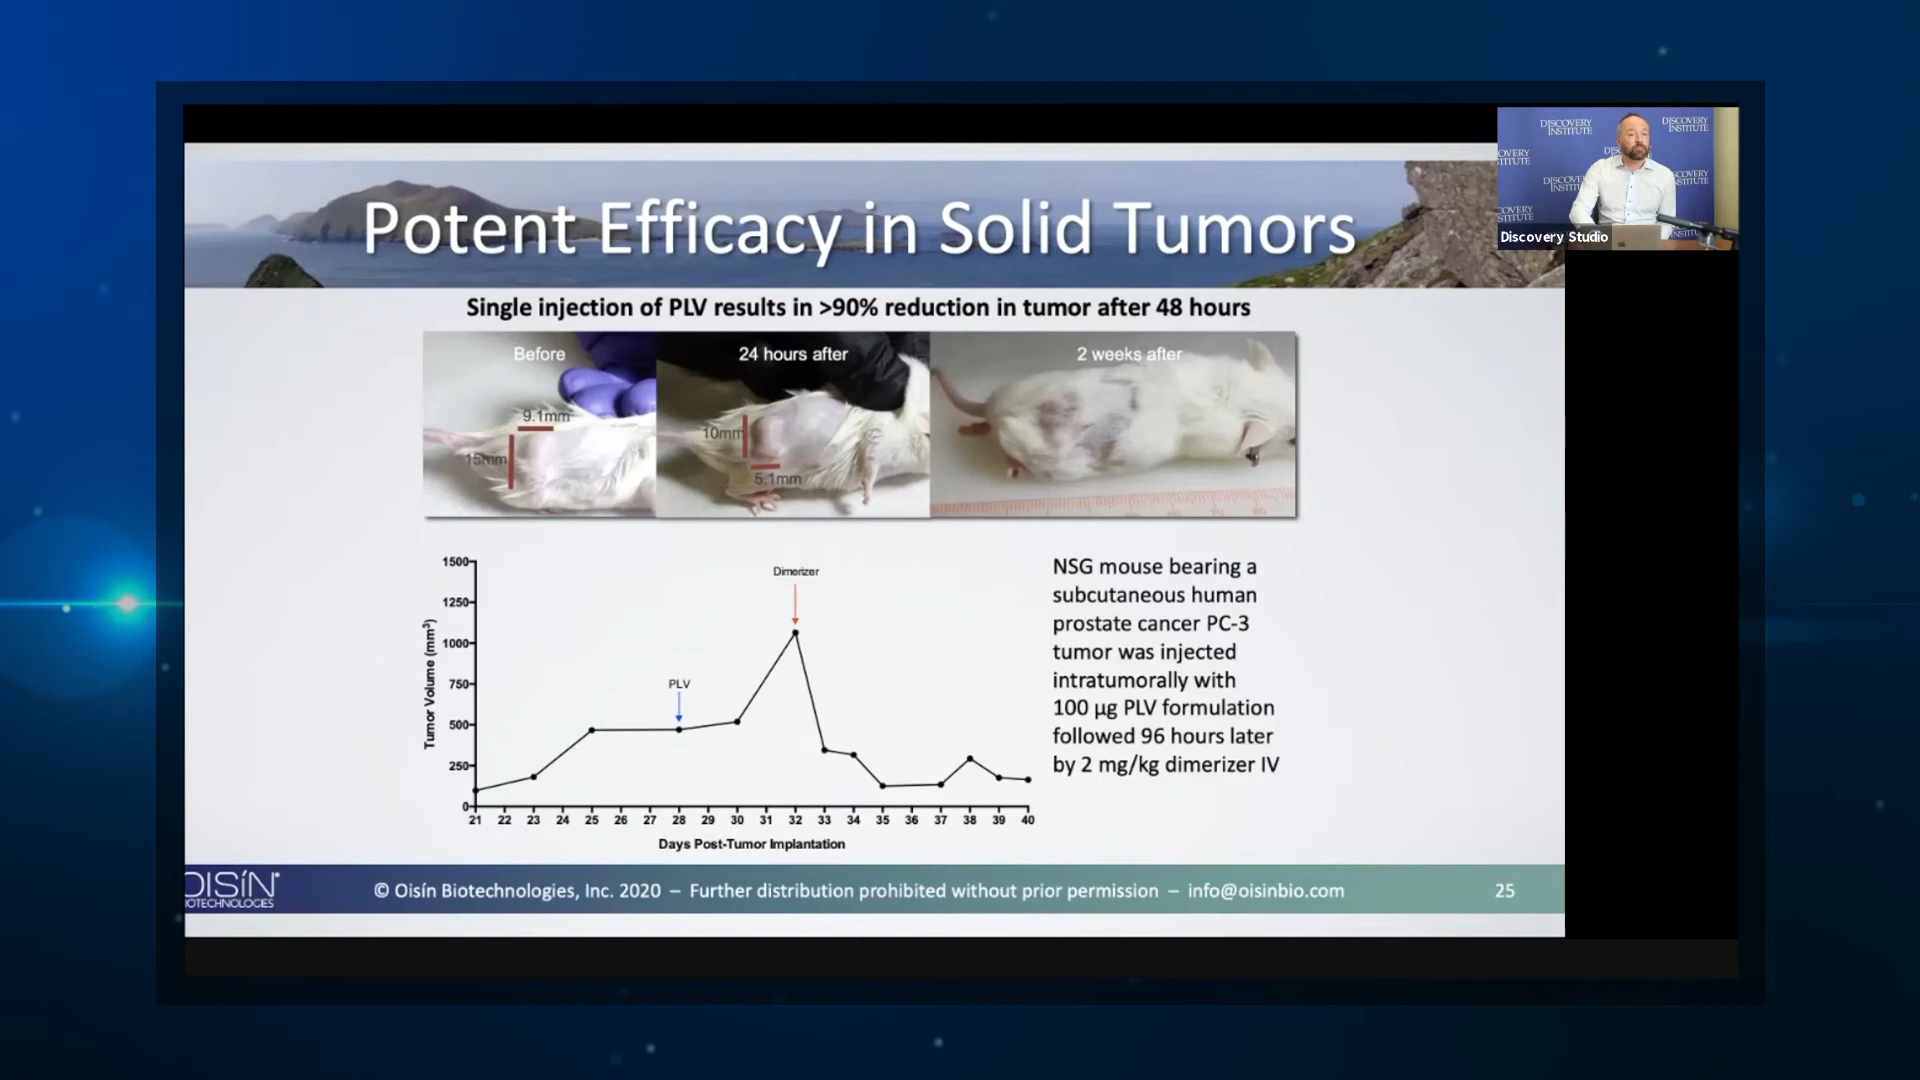 DISCOVERY
INSTITUTE
DISCOVERY
INSTITUTE
Discovery Studio
Potent Efficacy in Solid Tumors
Single injection of PLV results in >90% reduction in tumor after 48 hours
Before
24 hours after
2 weeks after
9.1mm
15mm
10mm
5.1mm
Tumor Volume (mm³)
1500
1250
1000
750
500
250
0
PLV
Dimerizer
21 22 23 24 25 26 27 28 29 30 31 32 33 34 35 36 37 38 39 40
Days Post-Tumor Implantation
NSG mouse bearing a
subcutaneous human
prostate cancer PC-3
tumor was injected
intratumorally with
100 µg PLV formulation
followed 96 hours later
by 2 mg/kg dimerizer IV
OISÍN
BIOTECHNOLOGIES
© Oisín Biotechnologies, Inc. 2020 – Further distribution prohibited without prior permission – info@oisinbio.com
25